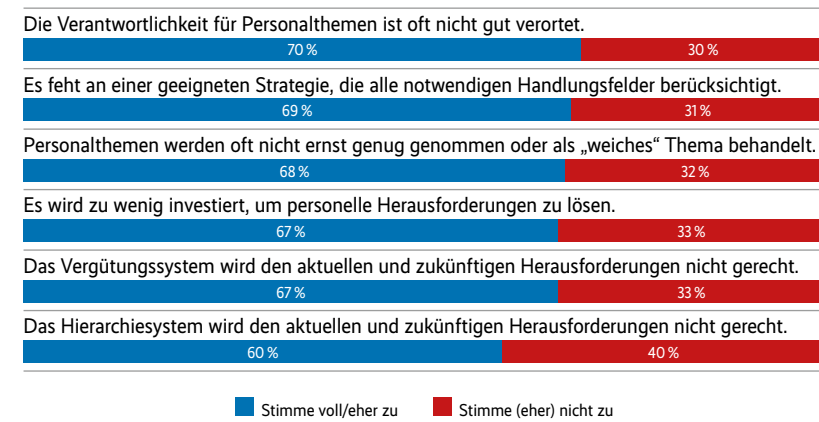 Die Verantwortlichkeit für Personalthemen ist oft nicht gut verortet.
70 % 30 %
Es feht an einer geeigneten Strategie, die alle notwendigen Handlungsfelder berücksichtigt.
69 % 31 %
Personalthemen werden oft nicht ernst genug genommen oder als „weiches“ Thema behandelt.
68 % 32 %
Es wird zu wenig investiert, um personelle Herausforderungen zu lösen.
67 % 33 %
Das Vergütungssystem wird den aktuellen und zukünftigen Herausforderungen nicht gerecht.
67 % 33 %
Das Hierarchiesystem wird den aktuellen und zukünftigen Herausforderungen nicht gerecht.
60 % 40 %
Stimme voll/eher zu Stimme (eher) nicht zu